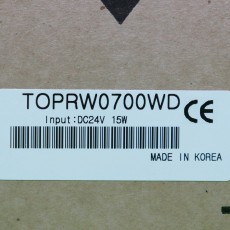 TOPRW0700WD CE
Input:DC24V 15W
MADE IN KOREA